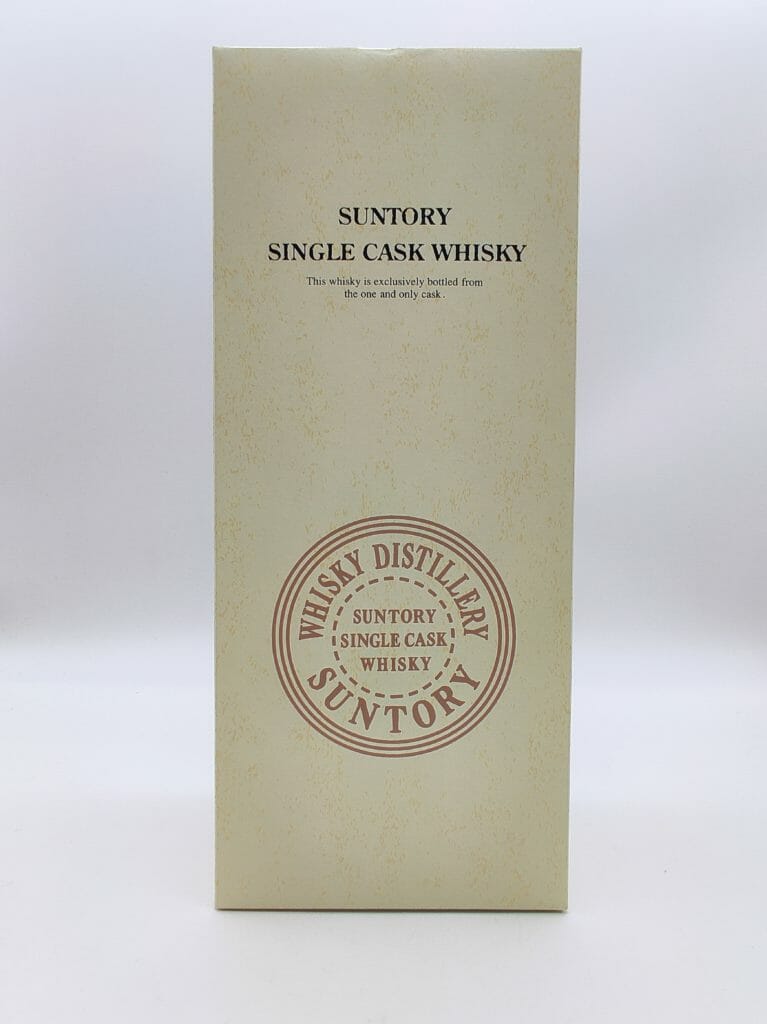 SUNTORY
SINGLE CASK WHISKY
This whisky is exclusively bottled from
the one and only cask.
WHISKY DISTILLERY
SUNTORY
SINGLE CASK
WHISKY
SUNTORY